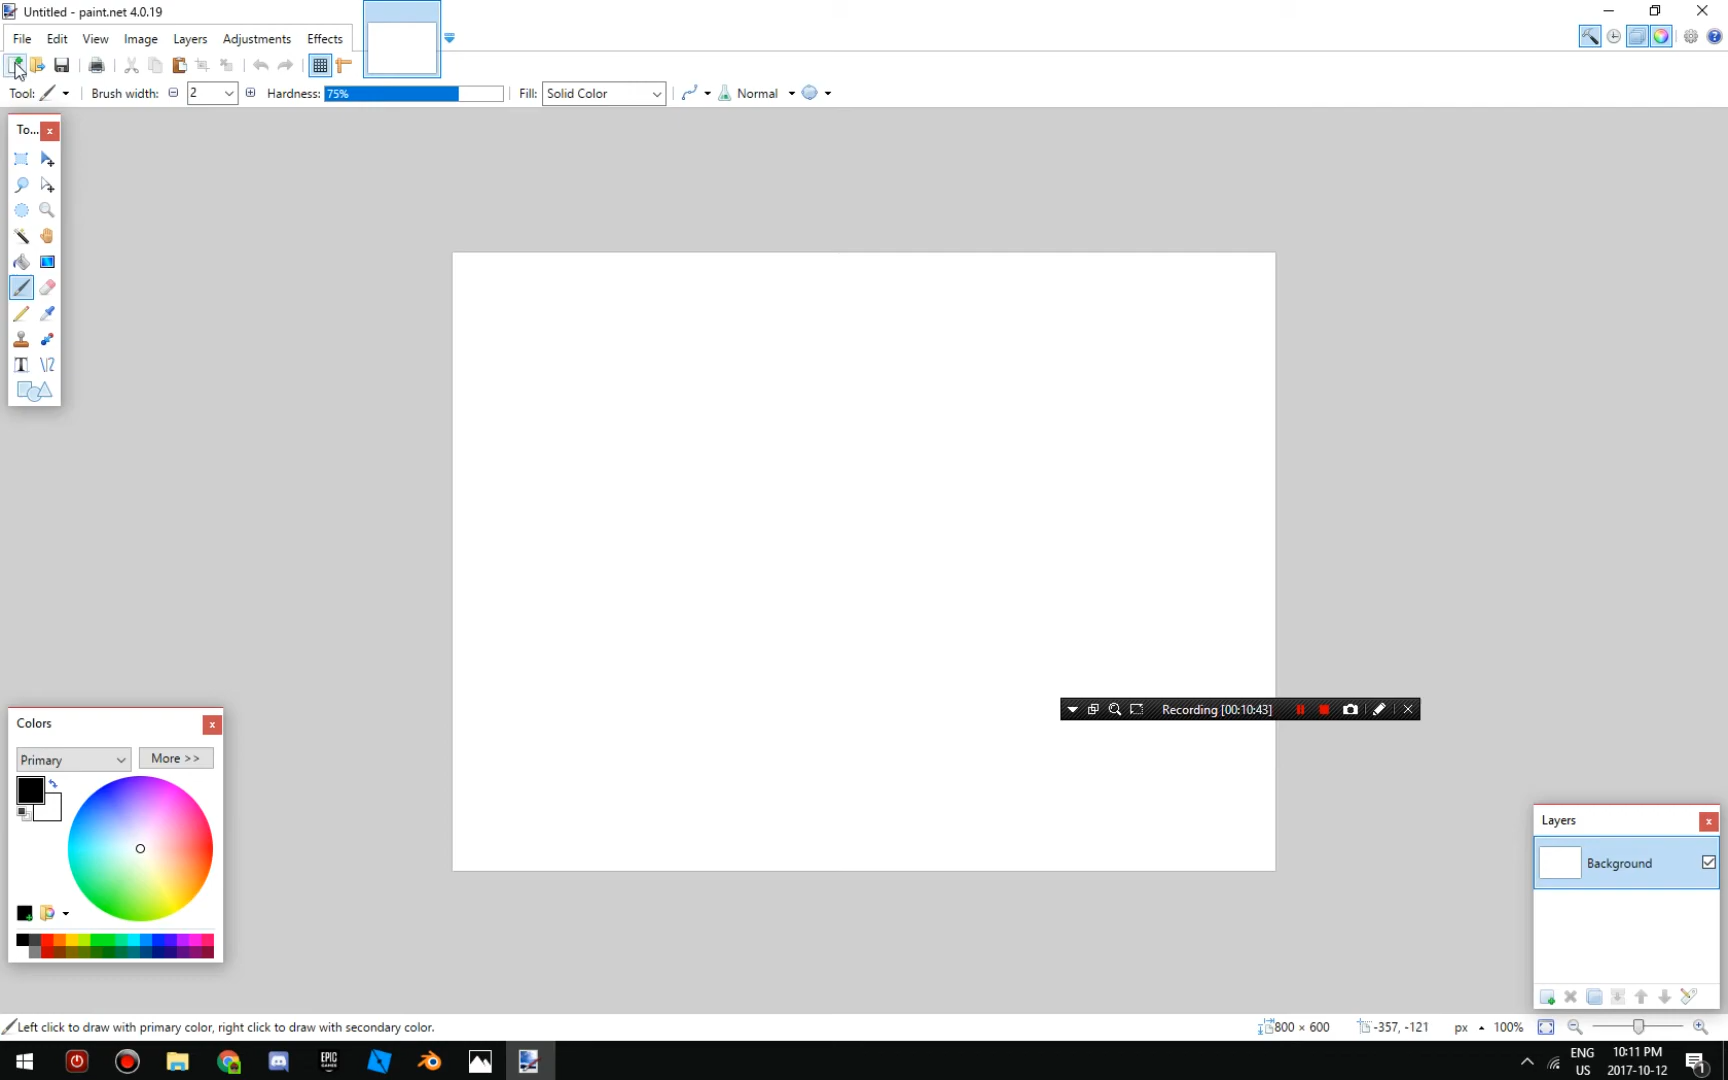 Untitled - paint.net 4.0.19
File Edit View Image Layers Adjustments Effects
Tool: Brush width: 2 Hardness: 75% Fill: Solid Color Normal
To...
Colors
Primary More >>
Recording [00:10:43]
Layers
Background
Left click to draw with primary color, right click to draw with secondary color.
800 × 600 -357, -121 px 100%
EPIC GAMES
ENG 10:11 PM
US 2017-10-12 1